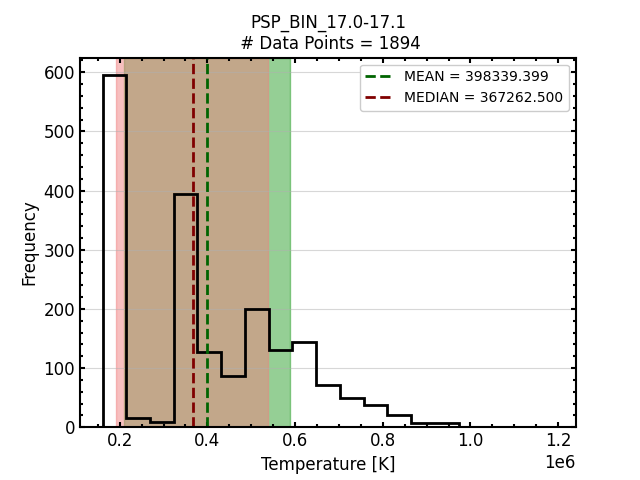 PSP_BIN_17.0-17.1
# Data Points = 1894
MEAN = 398339.399
MEDIAN = 367262.500
600
500
400
300
200
100
0
Frequency
0.2 0.4 0.6 0.8 1.0 1.2
1e6
Temperature [K]